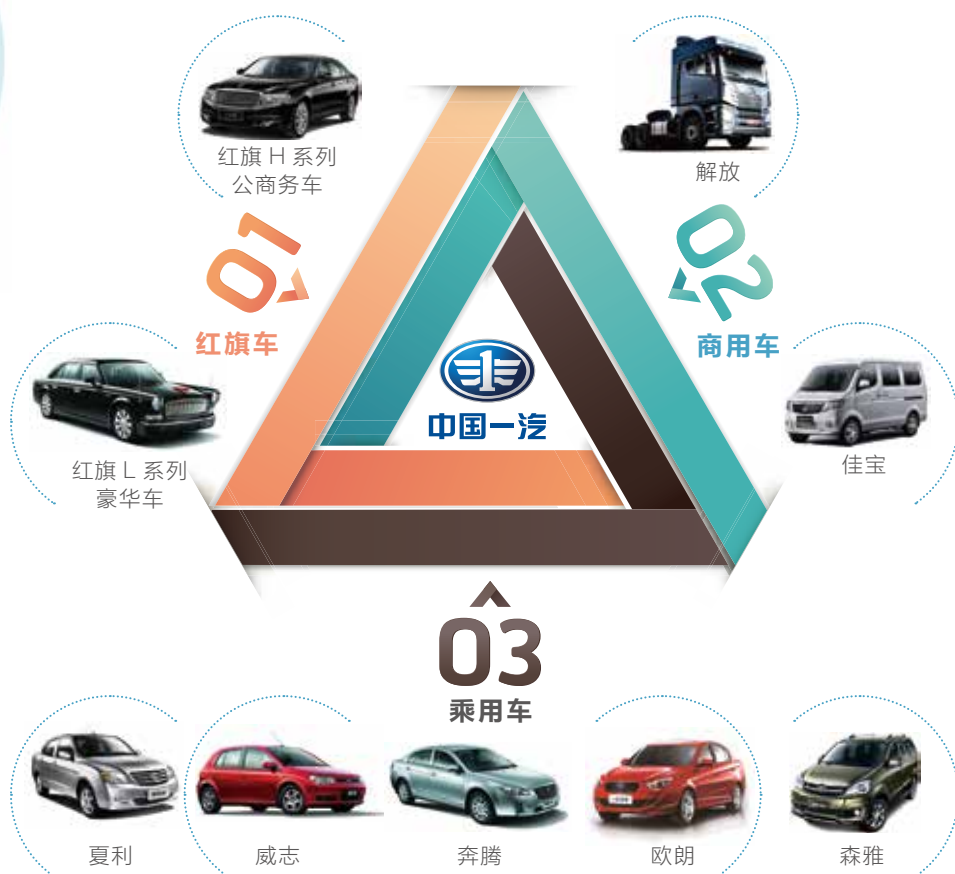 红旗 H 系列
公商务车
解放
01
红旗车
02
商用车
红旗 L 系列
豪华车
中国一汽
佳宝
03
乘用车
夏利
威志
奔腾
欧朗
森雅